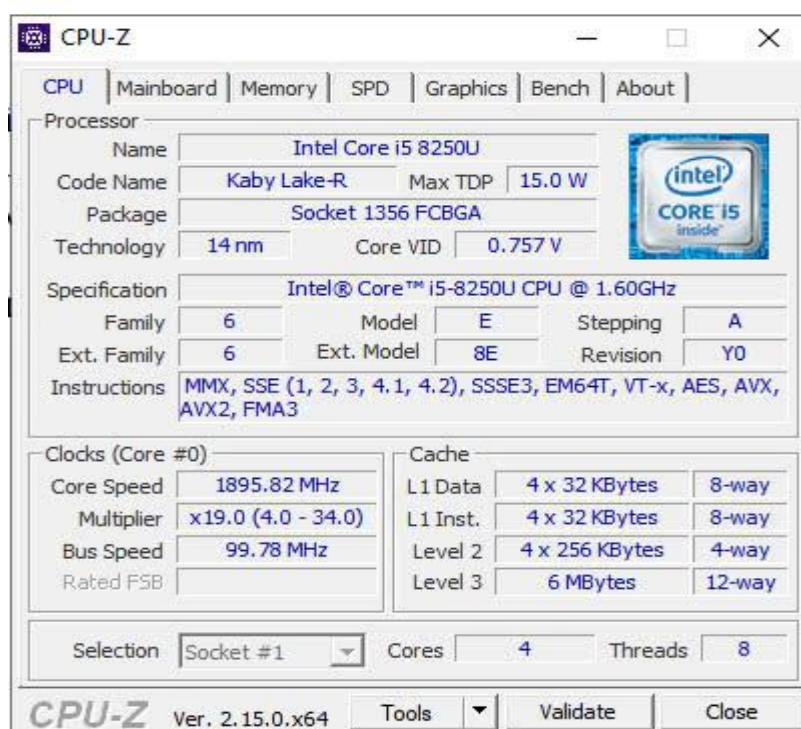 CPU-Z
CPU Mainboard Memory SPD Graphics Bench About
Processor
Name Intel Core i5 8250U
Code Name Kaby Lake-R Max TDP 15.0 W
Package Socket 1356 FCBGA
Technology 14 nm Core VID 0.757 V
intel
CORE i5
inside
Specification Intel® Core™ i5-8250U CPU @ 1.60GHz
Family 6 Model E Stepping A
Ext. Family 6 Ext. Model 8E Revision Y0
Instructions MMX, SSE (1, 2, 3, 4.1, 4.2), SSSE3, EM64T, VT-x, AES, AVX,
AVX2, FMA3
Clocks (Core #0)
Core Speed 1895.82 MHz
Multiplier x19.0 (4.0 - 34.0)
Bus Speed 99.78 MHz
Rated FSB
Cache
L1 Data 4 x 32 KBytes 8-way
L1 Inst. 4 x 32 KBytes 8-way
Level 2 4 x 256 KBytes 4-way
Level 3 6 MBytes 12-way
Selection Socket #1 Cores 4 Threads 8
CPU-Z Ver. 2.15.0.x64 Tools Validate Close